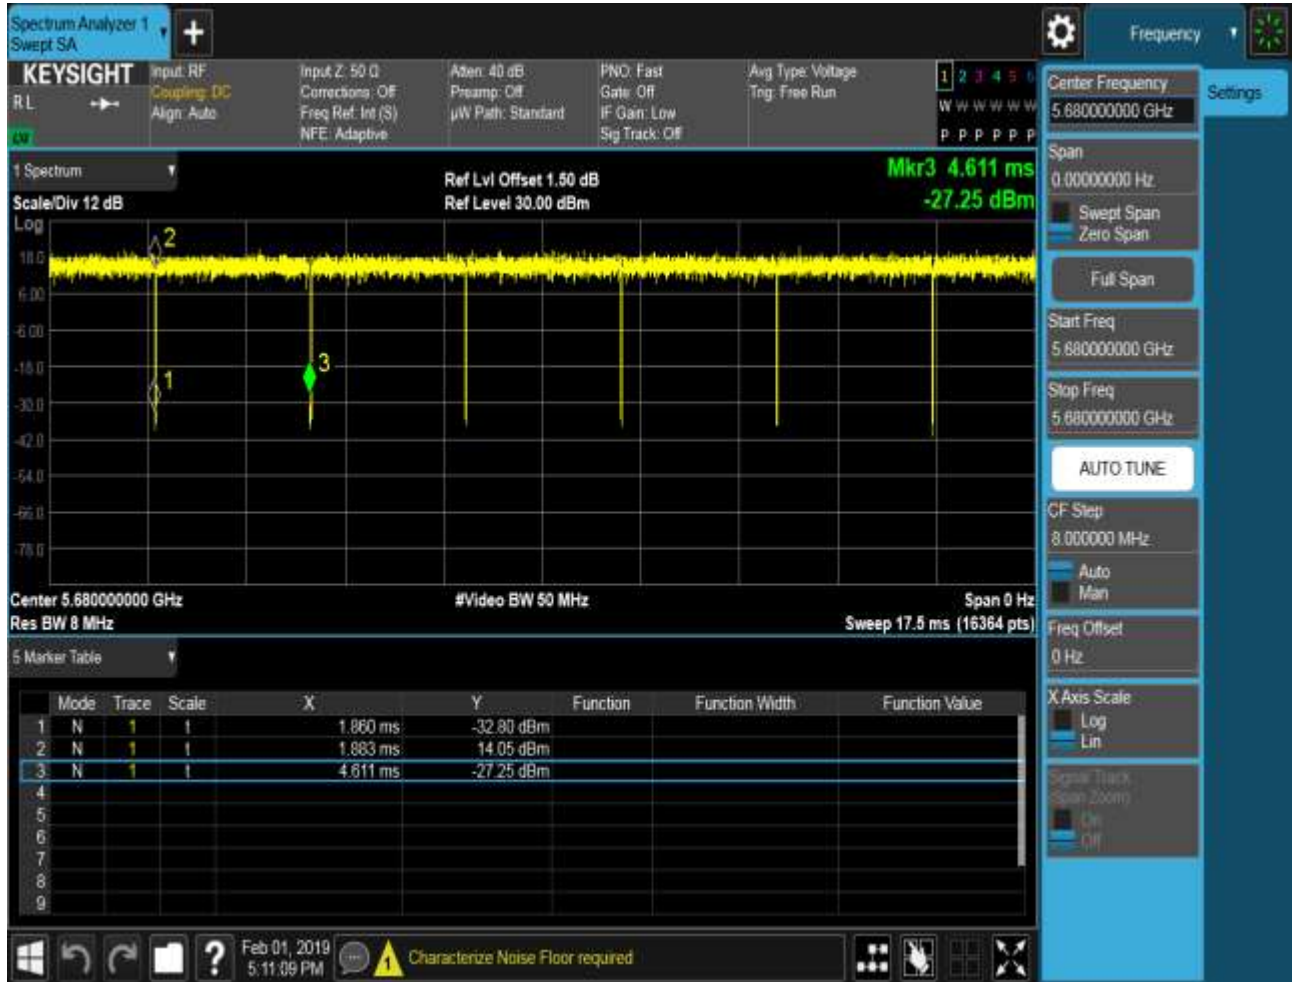 Spectrum Analyzer 1
Swept SA
+
Frequency
KEYSIGHT
RL
Input: RF
Coupling: DC
Align: Auto
Input Z: 50 Ω
Corrections: Off
Freq Ref: Int (S)
NFE: Adaptive
Atten: 40 dB
Preamp: Off
µW Path: Standard
PNO: Fast
Gate: Off
IF Gain: Low
Sig Track: Off
Avg Type: Voltage
Trig: Free Run
1 2 3 4 5 6
W W W W W W
P P P P P P
1 Spectrum
Scale/Div 12 dB
Ref Lvl Offset 1.50 dB
Ref Level 30.00 dBm
Mkr3 4.611 ms
-27.25 dBm
Log
18.0
6.00
-6.00
-18.0
-30.0
-42.0
-54.0
-66.0
-78.0
2
1
3
Center 5.680000000 GHz
Res BW 8 MHz
#Video BW 50 MHz
Span 0 Hz
Sweep 17.5 ms (16364 pts)
5 Marker Table
Mode Trace Scale X Y Function Function Width Function Value
1 N 1 t 1.860 ms -32.80 dBm
2 N 1 t 1.883 ms 14.05 dBm
3 N 1 t 4.611 ms -27.25 dBm
4
5
6
7
8
9
Feb 01, 2019
5:11:09 PM
?
1
Characterize Noise Floor required
Center Frequency
5.680000000 GHz
Span
0.00000000 Hz
Swept Span
Zero Span
Full Span
Start Freq
5.680000000 GHz
Stop Freq
5.680000000 GHz
AUTO TUNE
CF Step
8.000000 MHz
Auto
Man
Freq Offset
0 Hz
X Axis Scale
Log
Lin
Signal Track
(Span Zoom)
On
Off
Settings